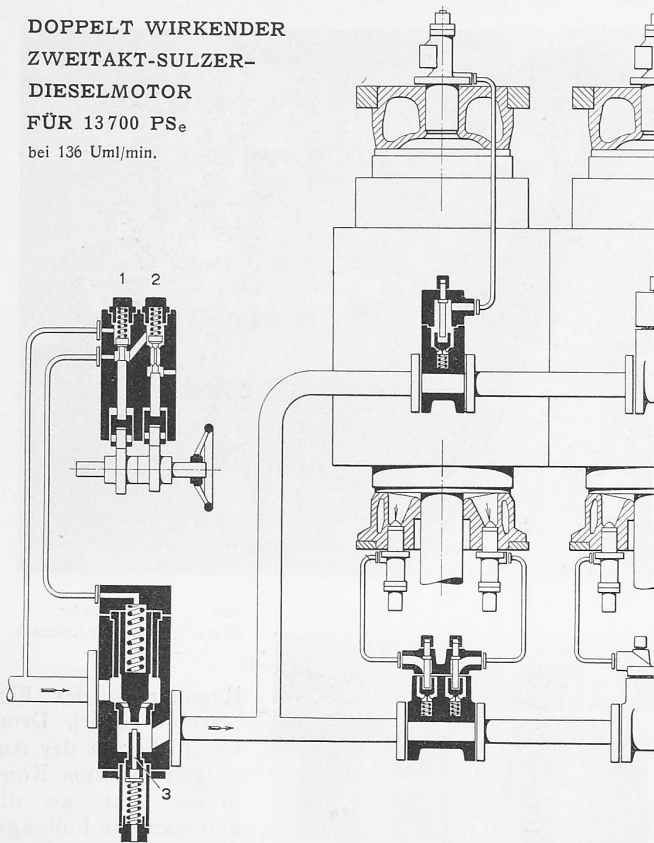 DOPPELT WIRKENDER
ZWEITAKT-SULZER-
DIESELMOTOR
FÜR 13700 PSe
bei 136 Uml/min.
1 2
3